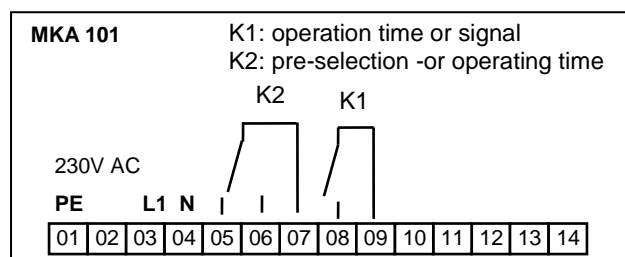 MKA 101
K1: operation time or signal
K2: pre-selection -or operating time
K2 K1
230V AC
PE L1 N
01 02 03 04 05 06 07 08 09 10 11 12 13 14